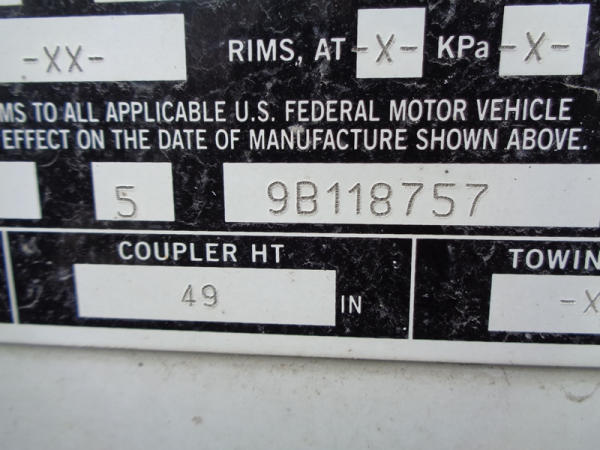 -XX- RIMS, AT -X- KPa -X-
MS TO ALL APPLICABLE U.S. FEDERAL MOTOR VEHICLE
EFFECT ON THE DATE OF MANUFACTURE SHOWN ABOVE.
5 9B118757
COUPLER HT TOWIN
49 IN -X